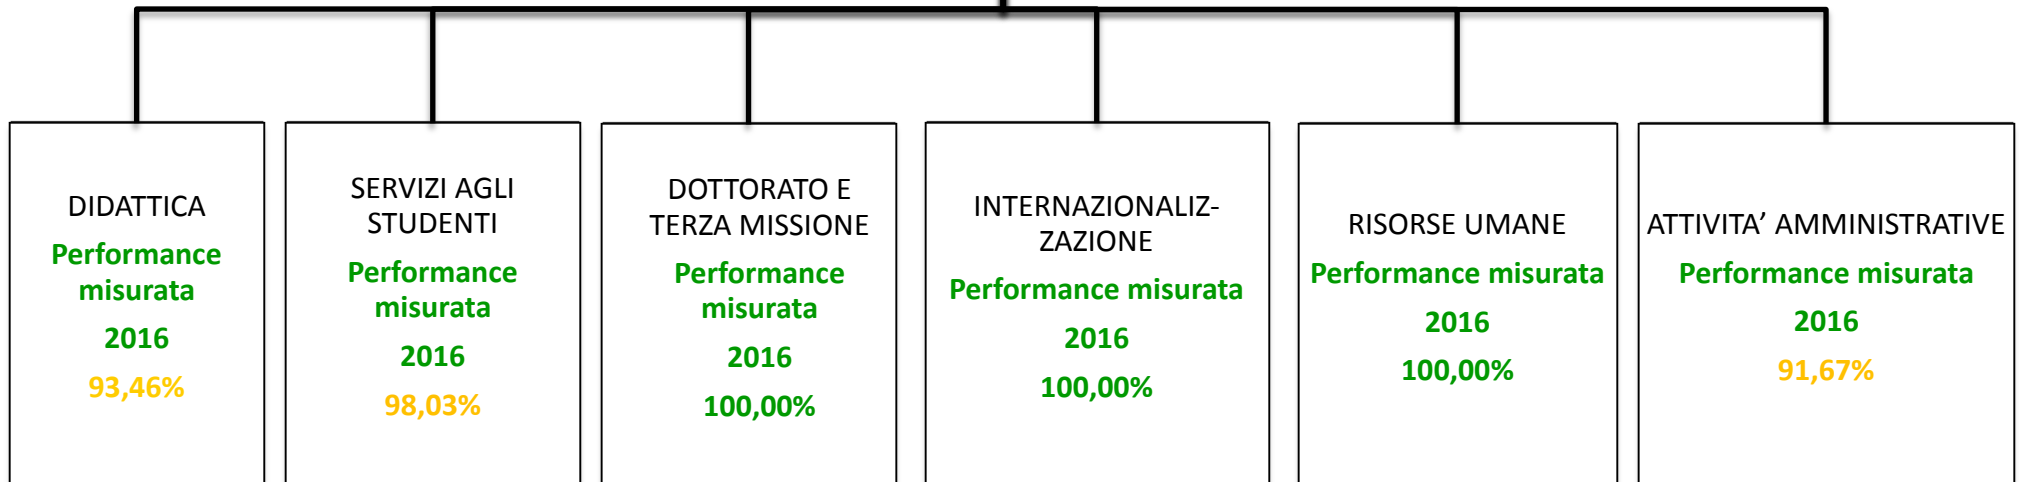 DIDATTICA
Performance
misurata
2016
93,46%
SERVIZI AGLI
STUDENTI
Performance
misurata
2016
98,03%
DOTTORATO E
TERZA MISSIONE
Performance
misurata
2016
100,00%
INTERNAZIONALIZ-
ZAZIONE
Performance misurata
2016
100,00%
RISORSE UMANE
Performance misurata
2016
100,00%
ATTIVITA’ AMMINISTRATIVE
Performance misurata
2016
91,67%